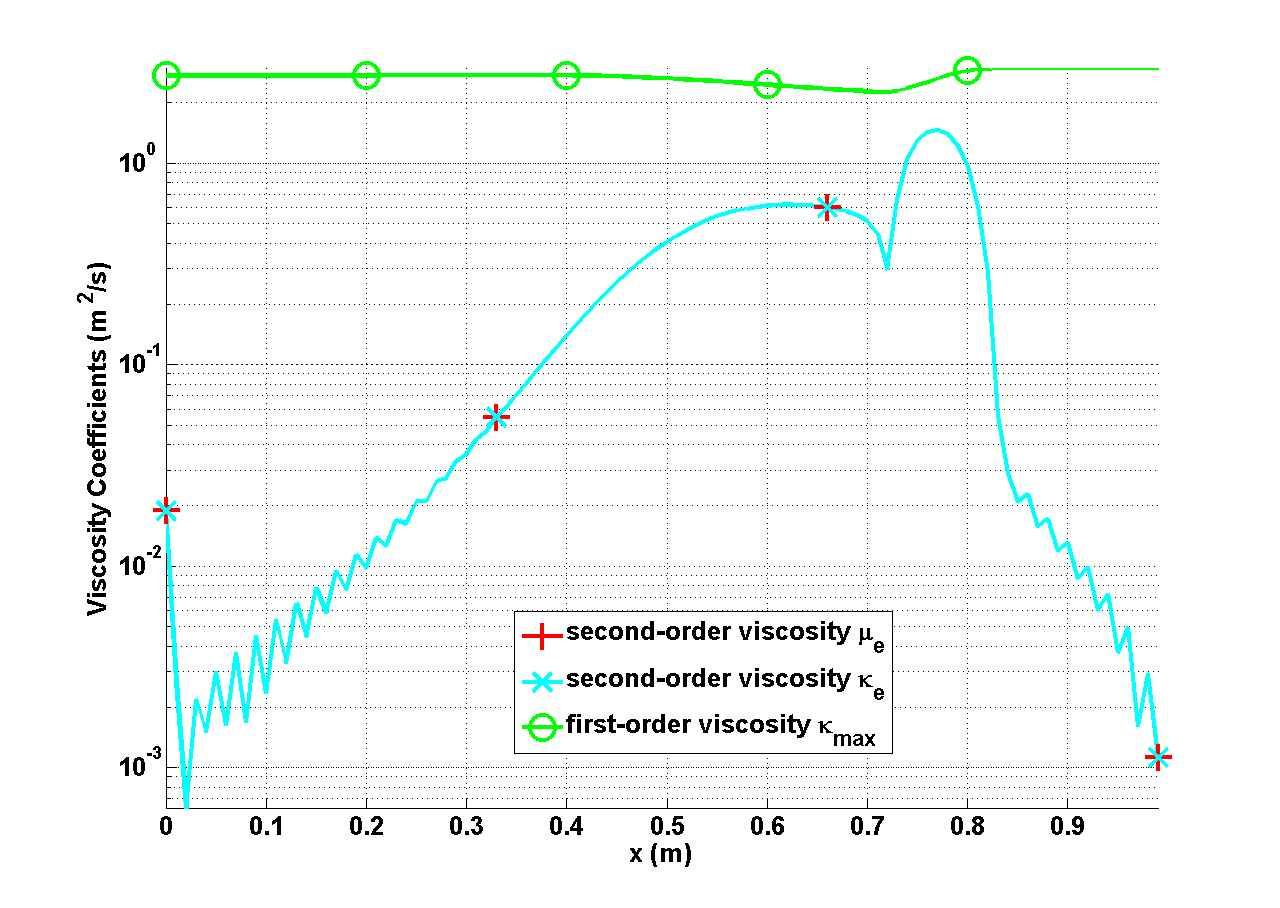 10^0
10^-1
10^-2
10^-3
Viscosity Coefficients (m^2/s)
second-order viscosity μ_e
second-order viscosity κ_e
first-order viscosity κ_max
0 0.1 0.2 0.3 0.4 0.5 0.6 0.7 0.8 0.9
x (m)